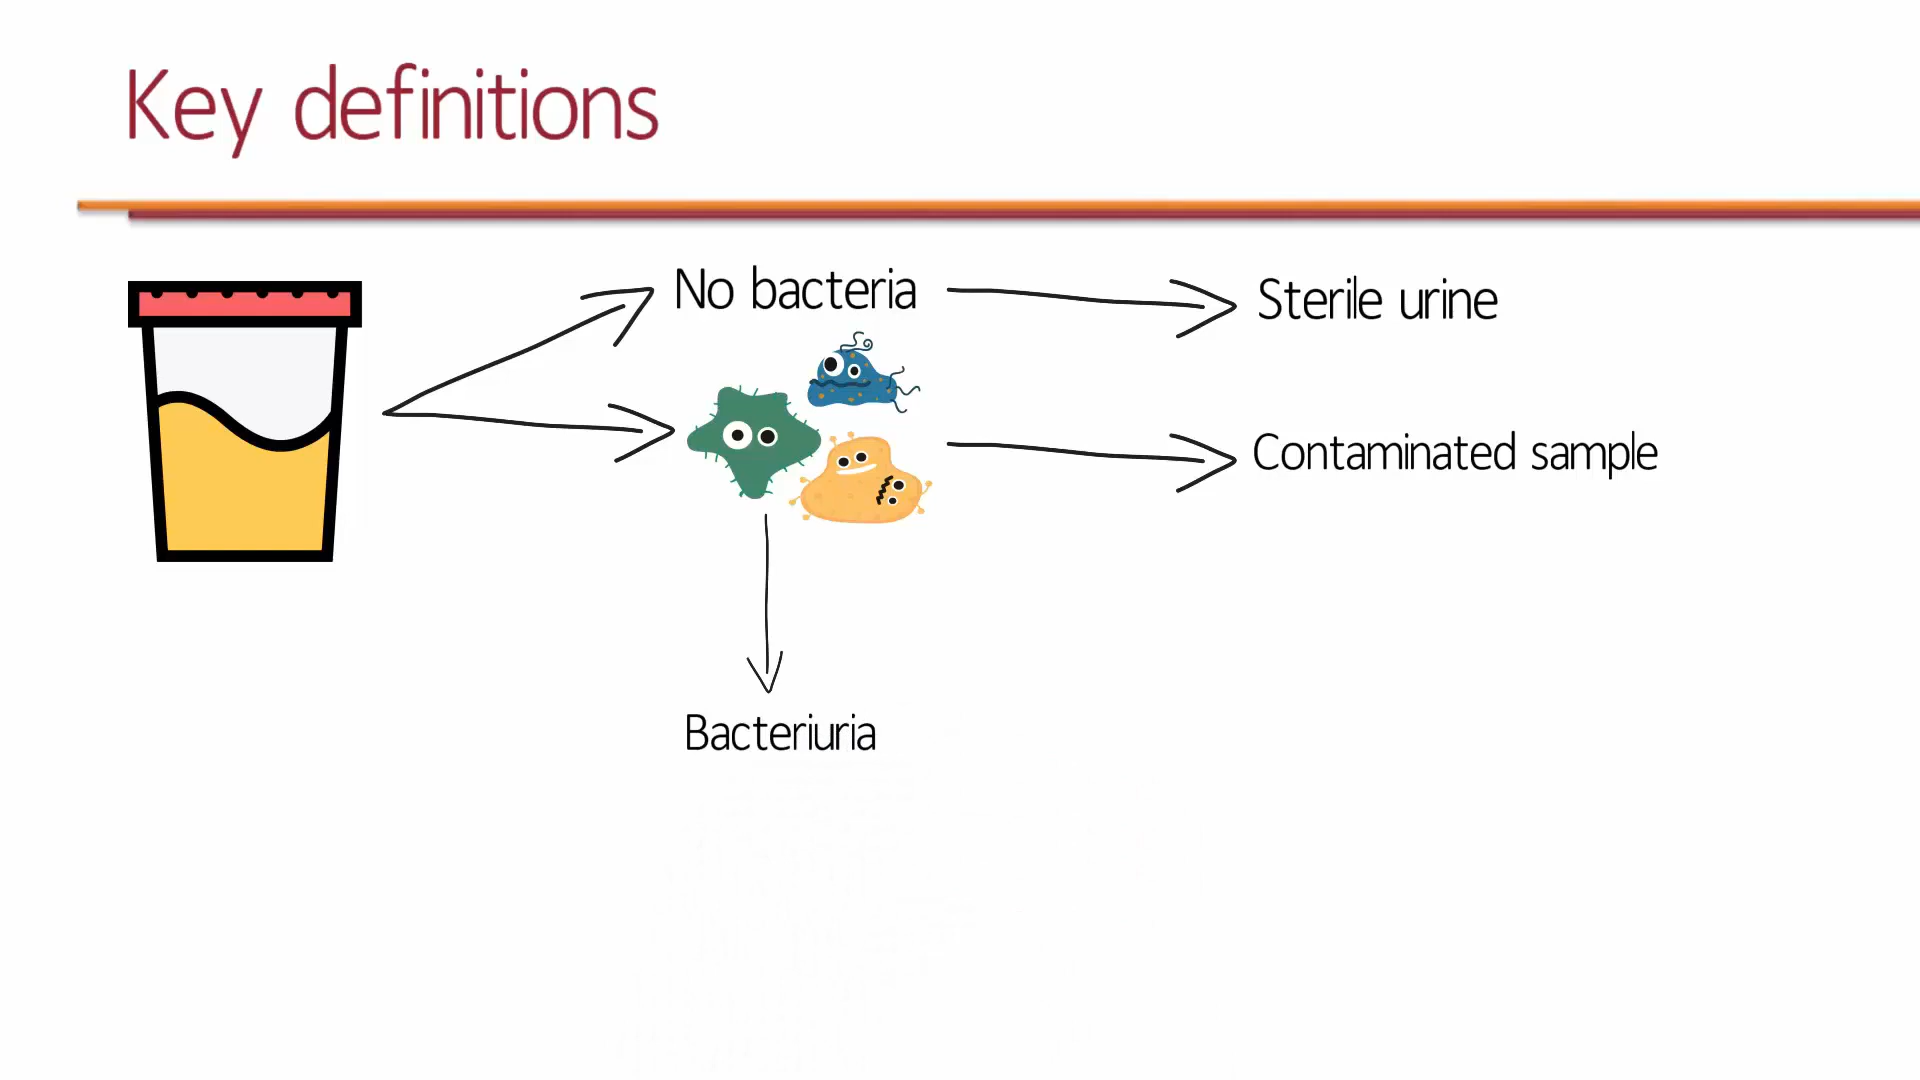 Key definitions
No bacteria
Sterile urine
Contaminated sample
Bacteriuria